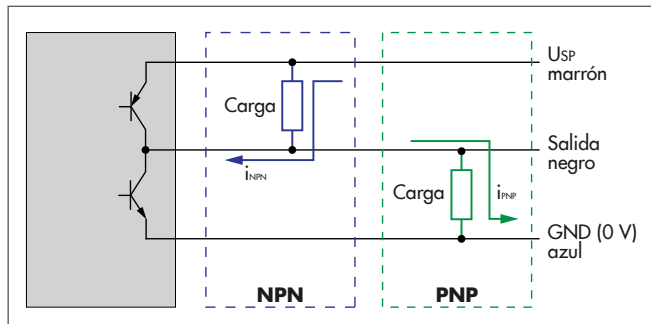 USP
marrón
Carga
Salida
negro
iNPN
Carga
iPNP
GND (0 V)
azul
NPN
PNP